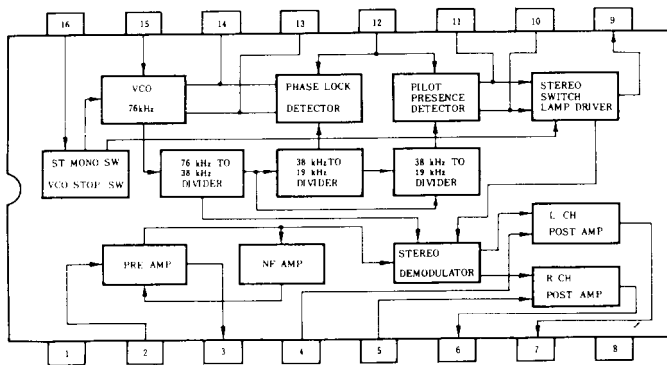 16 15 14 13 12 11 10 9
VCO
76kHz
PHASE LOCK
DETECTOR
PILOT
PRESENCE
DETECTOR
STEREO
SWITCH
LAMP DRIVER
ST MONO SW
VCO STOP SW
76 kHz TO
38 kHz
DIVIDER
38 kHz TO
19 kHz
DIVIDER
38 kHz TO
19 kHz
DIVIDER
L CH
POST AMP
PRE AMP
NF AMP
STEREO
DEMODULATOR
R CH
POST AMP
1 2 3 4 5 6 7 8